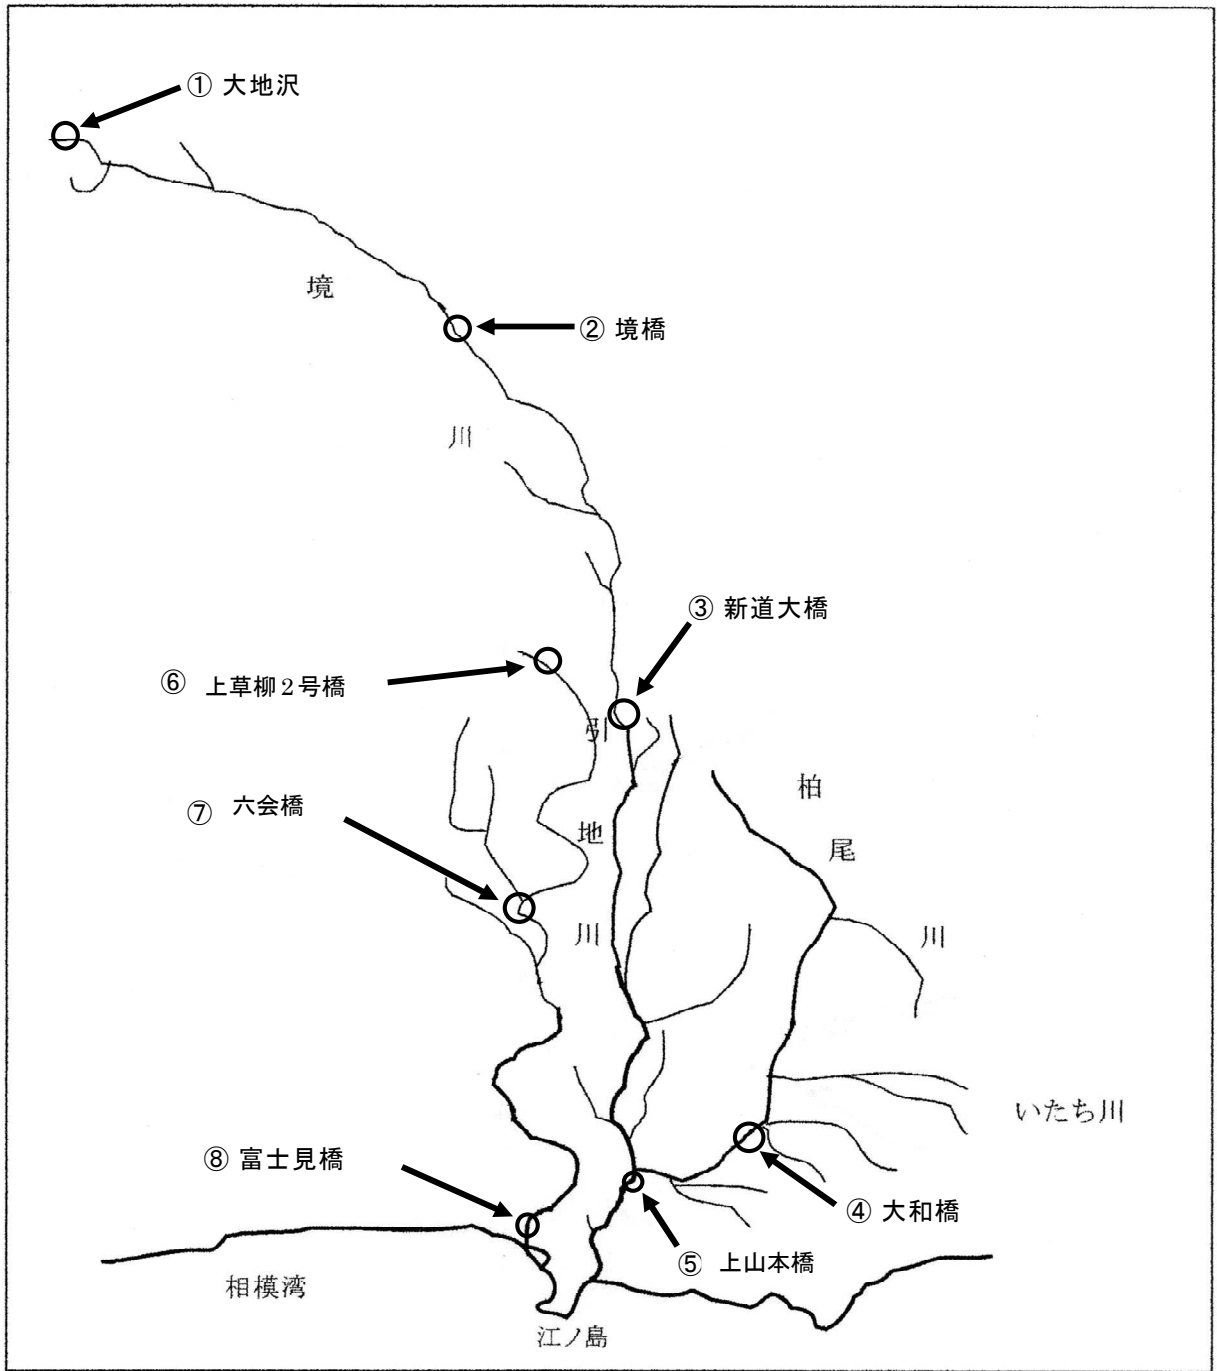 ① 大地沢
境
② 境橋
川
③ 新道大橋
⑥ 上草柳２号橋
引
柏
⑦ 六会橋
地
尾
川
川
いたち川
⑧ 富士見橋
④ 大和橋
⑤ 上山本橋
相模湾
江ノ島